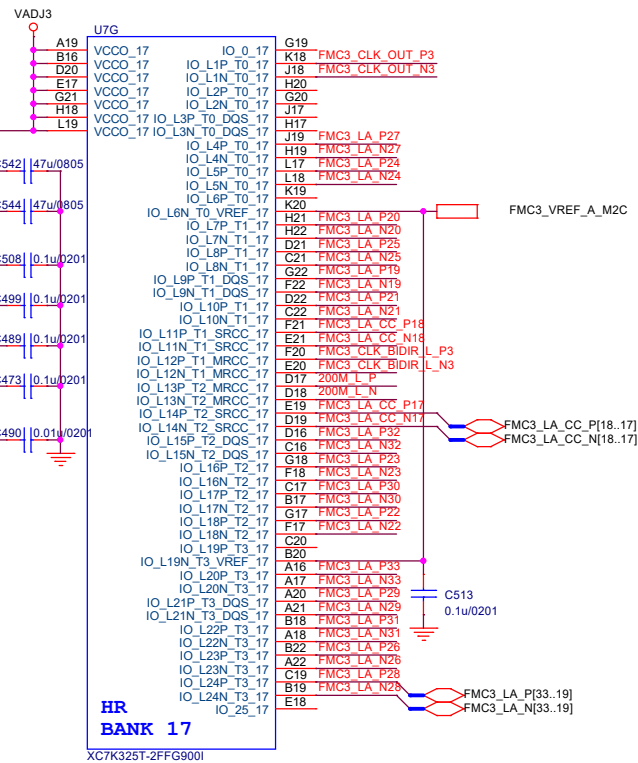 VADJ3
U7G
A19 VCCO_17 IO_0_17 G19
B16 VCCO_17 IO_L1P_T0_17 K18 FMC3_CLK_OUT_P3
D20 VCCO_17 IO_L1N_T0_17 J18 FMC3_CLK_OUT_N3
E17 VCCO_17 IO_L2P_T0_17 H20
G21 VCCO_17 IO_L2N_T0_17 G20
H18 VCCO_17 IO_L3P_T0_DQS_17 J17
L19 VCCO_17 IO_L3N_T0_DQS_17 H17
IO_L4P_T0_17 J19 FMC3_LA_P27
IO_L4N_T0_17 H19 FMC3_LA_N27
C542 47u/0805 IO_L5P_T0_17 L17 FMC3_LA_P24
IO_L5N_T0_17 L18 FMC3_LA_N24
IO_L6P_T0_17 K19
C544 47u/0805 IO_L6N_T0_VREF_17 K20 FMC3_VREF_A_M2C
IO_L7P_T1_17 H21 FMC3_LA_P20
IO_L7N_T1_17 H22 FMC3_LA_N20
IO_L8P_T1_17 D21 FMC3_LA_P25
C508 0.1u/0201 IO_L8N_T1_17 C21 FMC3_LA_N25
IO_L9P_T1_DQS_17 G22 FMC3_LA_P19
IO_L9N_T1_DQS_17 F22 FMC3_LA_N19
C499 0.1u/0201 IO_L10P_T1_17 D22 FMC3_LA_P21
IO_L10N_T1_17 C22 FMC3_LA_N21
IO_L11P_T1_SRCC_17 F21 FMC3_LA_CC_P18
C489 0.1u/0201 IO_L11N_T1_SRCC_17 E21 FMC3_LA_CC_N18
IO_L12P_T1_MRCC_17 F20 FMC3_CLK_BIDIR_L_P3
IO_L12N_T1_MRCC_17 E20 FMC3_CLK_BIDIR_L_N3
C473 0.1u/0201 IO_L13P_T2_MRCC_17 D17 200M_L_P
IO_L13N_T2_MRCC_17 D18 200M_L_N
IO_L14P_T2_SRCC_17 E19 FMC3_LA_CC_P17
IO_L14N_T2_SRCC_17 D19 FMC3_LA_CC_N17 FMC3_LA_CC_P[18..17]
C490 0.01u/0201 IO_L15P_T2_DQS_17 D16 FMC3_LA_P32 FMC3_LA_CC_N[18..17]
IO_L15N_T2_DQS_17 C16 FMC3_LA_N32
IO_L16P_T2_17 G18 FMC3_LA_P23
IO_L16N_T2_17 F18 FMC3_LA_N23
IO_L17P_T2_17 C17 FMC3_LA_P30
IO_L17N_T2_17 B17 FMC3_LA_N30
IO_L18P_T2_17 G17 FMC3_LA_P22
IO_L18N_T2_17 F17 FMC3_LA_N22
IO_L19P_T3_17 C20
IO_L19N_T3_VREF_17 B20
IO_L20P_T3_17 A16 FMC3_LA_P33
IO_L20N_T3_17 A17 FMC3_LA_N33
IO_L21P_T3_DQS_17 A20 FMC3_LA_P29 C513
IO_L21N_T3_DQS_17 A21 FMC3_LA_N29 0.1u/0201
IO_L22P_T3_17 B18 FMC3_LA_P31
IO_L22N_T3_17 A18 FMC3_LA_N31
IO_L23P_T3_17 B22 FMC3_LA_P26
IO_L23N_T3_17 A22 FMC3_LA_N26
IO_L24P_T3_17 C19 FMC3_LA_P28
IO_L24N_T3_17 B19 FMC3_LA_N28 FMC3_LA_P[33..19]
HR IO_25_17 E18 FMC3_LA_N[33..19]
BANK 17
XC7K325T-2FFG900I